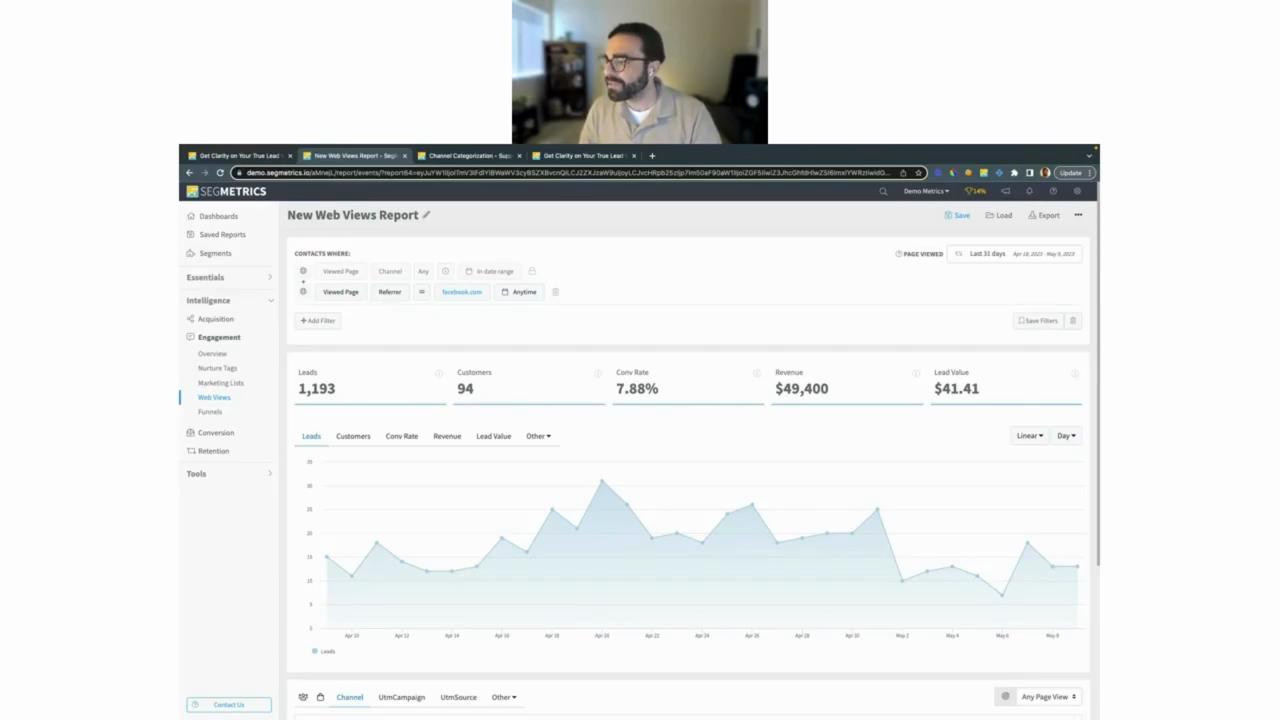 Get Clarity on Your True Lead
New Web Views Report - Seg
Channel Categorization - Supp
Get Clarity on Your True Lead
Update
SEGMETRICS
Demo Metrics
14%
Dashboards
Saved Reports
Segments
Essentials
Intelligence
Acquisition
Engagement
Overview
Nurture Tags
Marketing Lists
Web Views
Funnels
Conversion
Retention
Tools
Contact Us
New Web Views Report
Save
Load
Export
CONTACTS WHERE:
PAGE VIEWED
Last 31 days
Viewed Page Channel Any In date range
Viewed Page Referrer = facebook.com Anytime
+ Add Filter
Save Filters
Leads
1,193
Customers
94
Conv Rate
7.88%
Revenue
$49,400
Lead Value
$41.41
Leads Customers Conv Rate Revenue Lead Value Other
Linear
Day
35
30
25
20
15
10
5
0
Apr 10 Apr 12 Apr 14 Apr 16 Apr 18 Apr 20 Apr 22 Apr 24 Apr 26 Apr 28 Apr 30 May 2 May 4 May 6 May 8
Leads
Channel UtmCampaign UtmSource Other
Any Page View